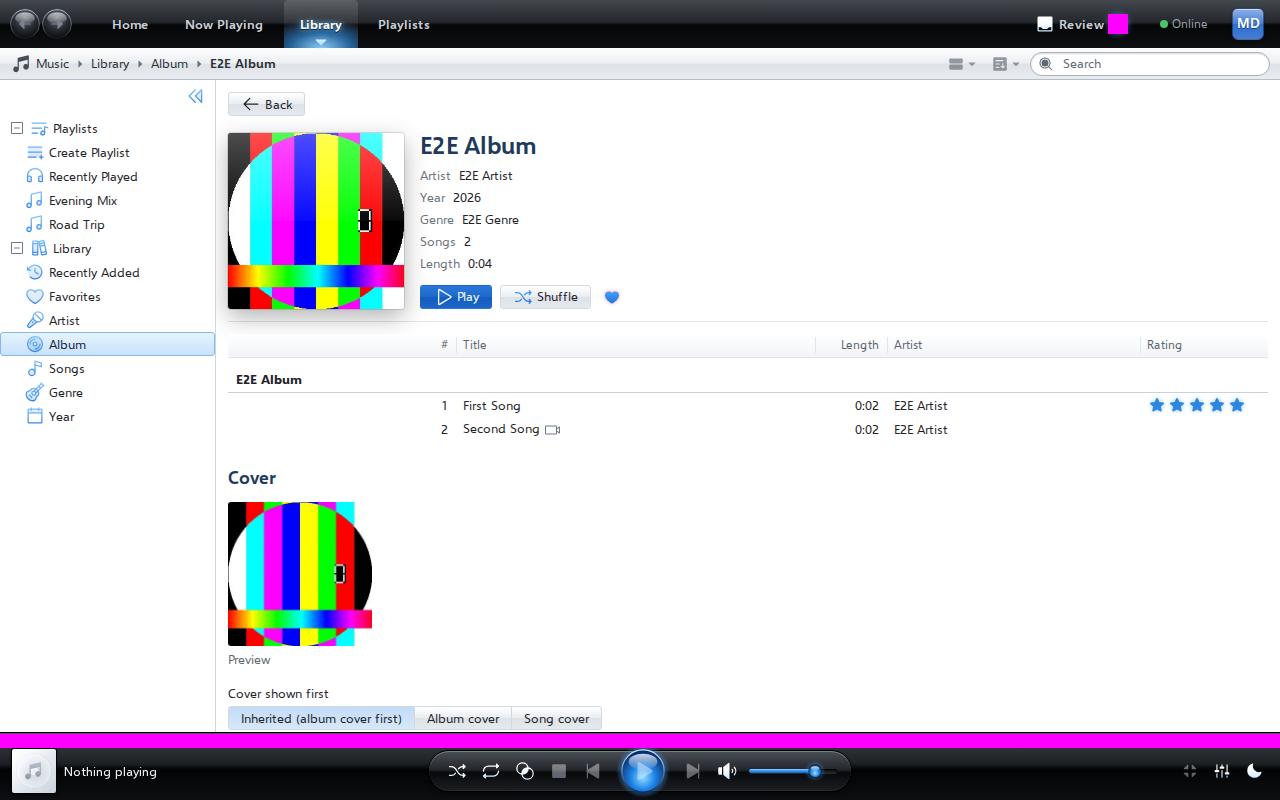 Home Now Playing Library Playlists Review Online MD
Music Library Album E2E Album Search
Back
Playlists
Create Playlist
Recently Played
Evening Mix
Road Trip
Library
Recently Added
Favorites
Artist
Album
Songs
Genre
Year
E2E Album
Artist E2E Artist
Year 2026
Genre E2E Genre
Songs 2
Length 0:04
Play Shuffle
# Title Length Artist Rating
E2E Album
1 First Song 0:02 E2E Artist
2 Second Song 0:02 E2E Artist
Cover
Preview
Cover shown first
Inherited (album cover first) Album cover Song cover
Nothing playing